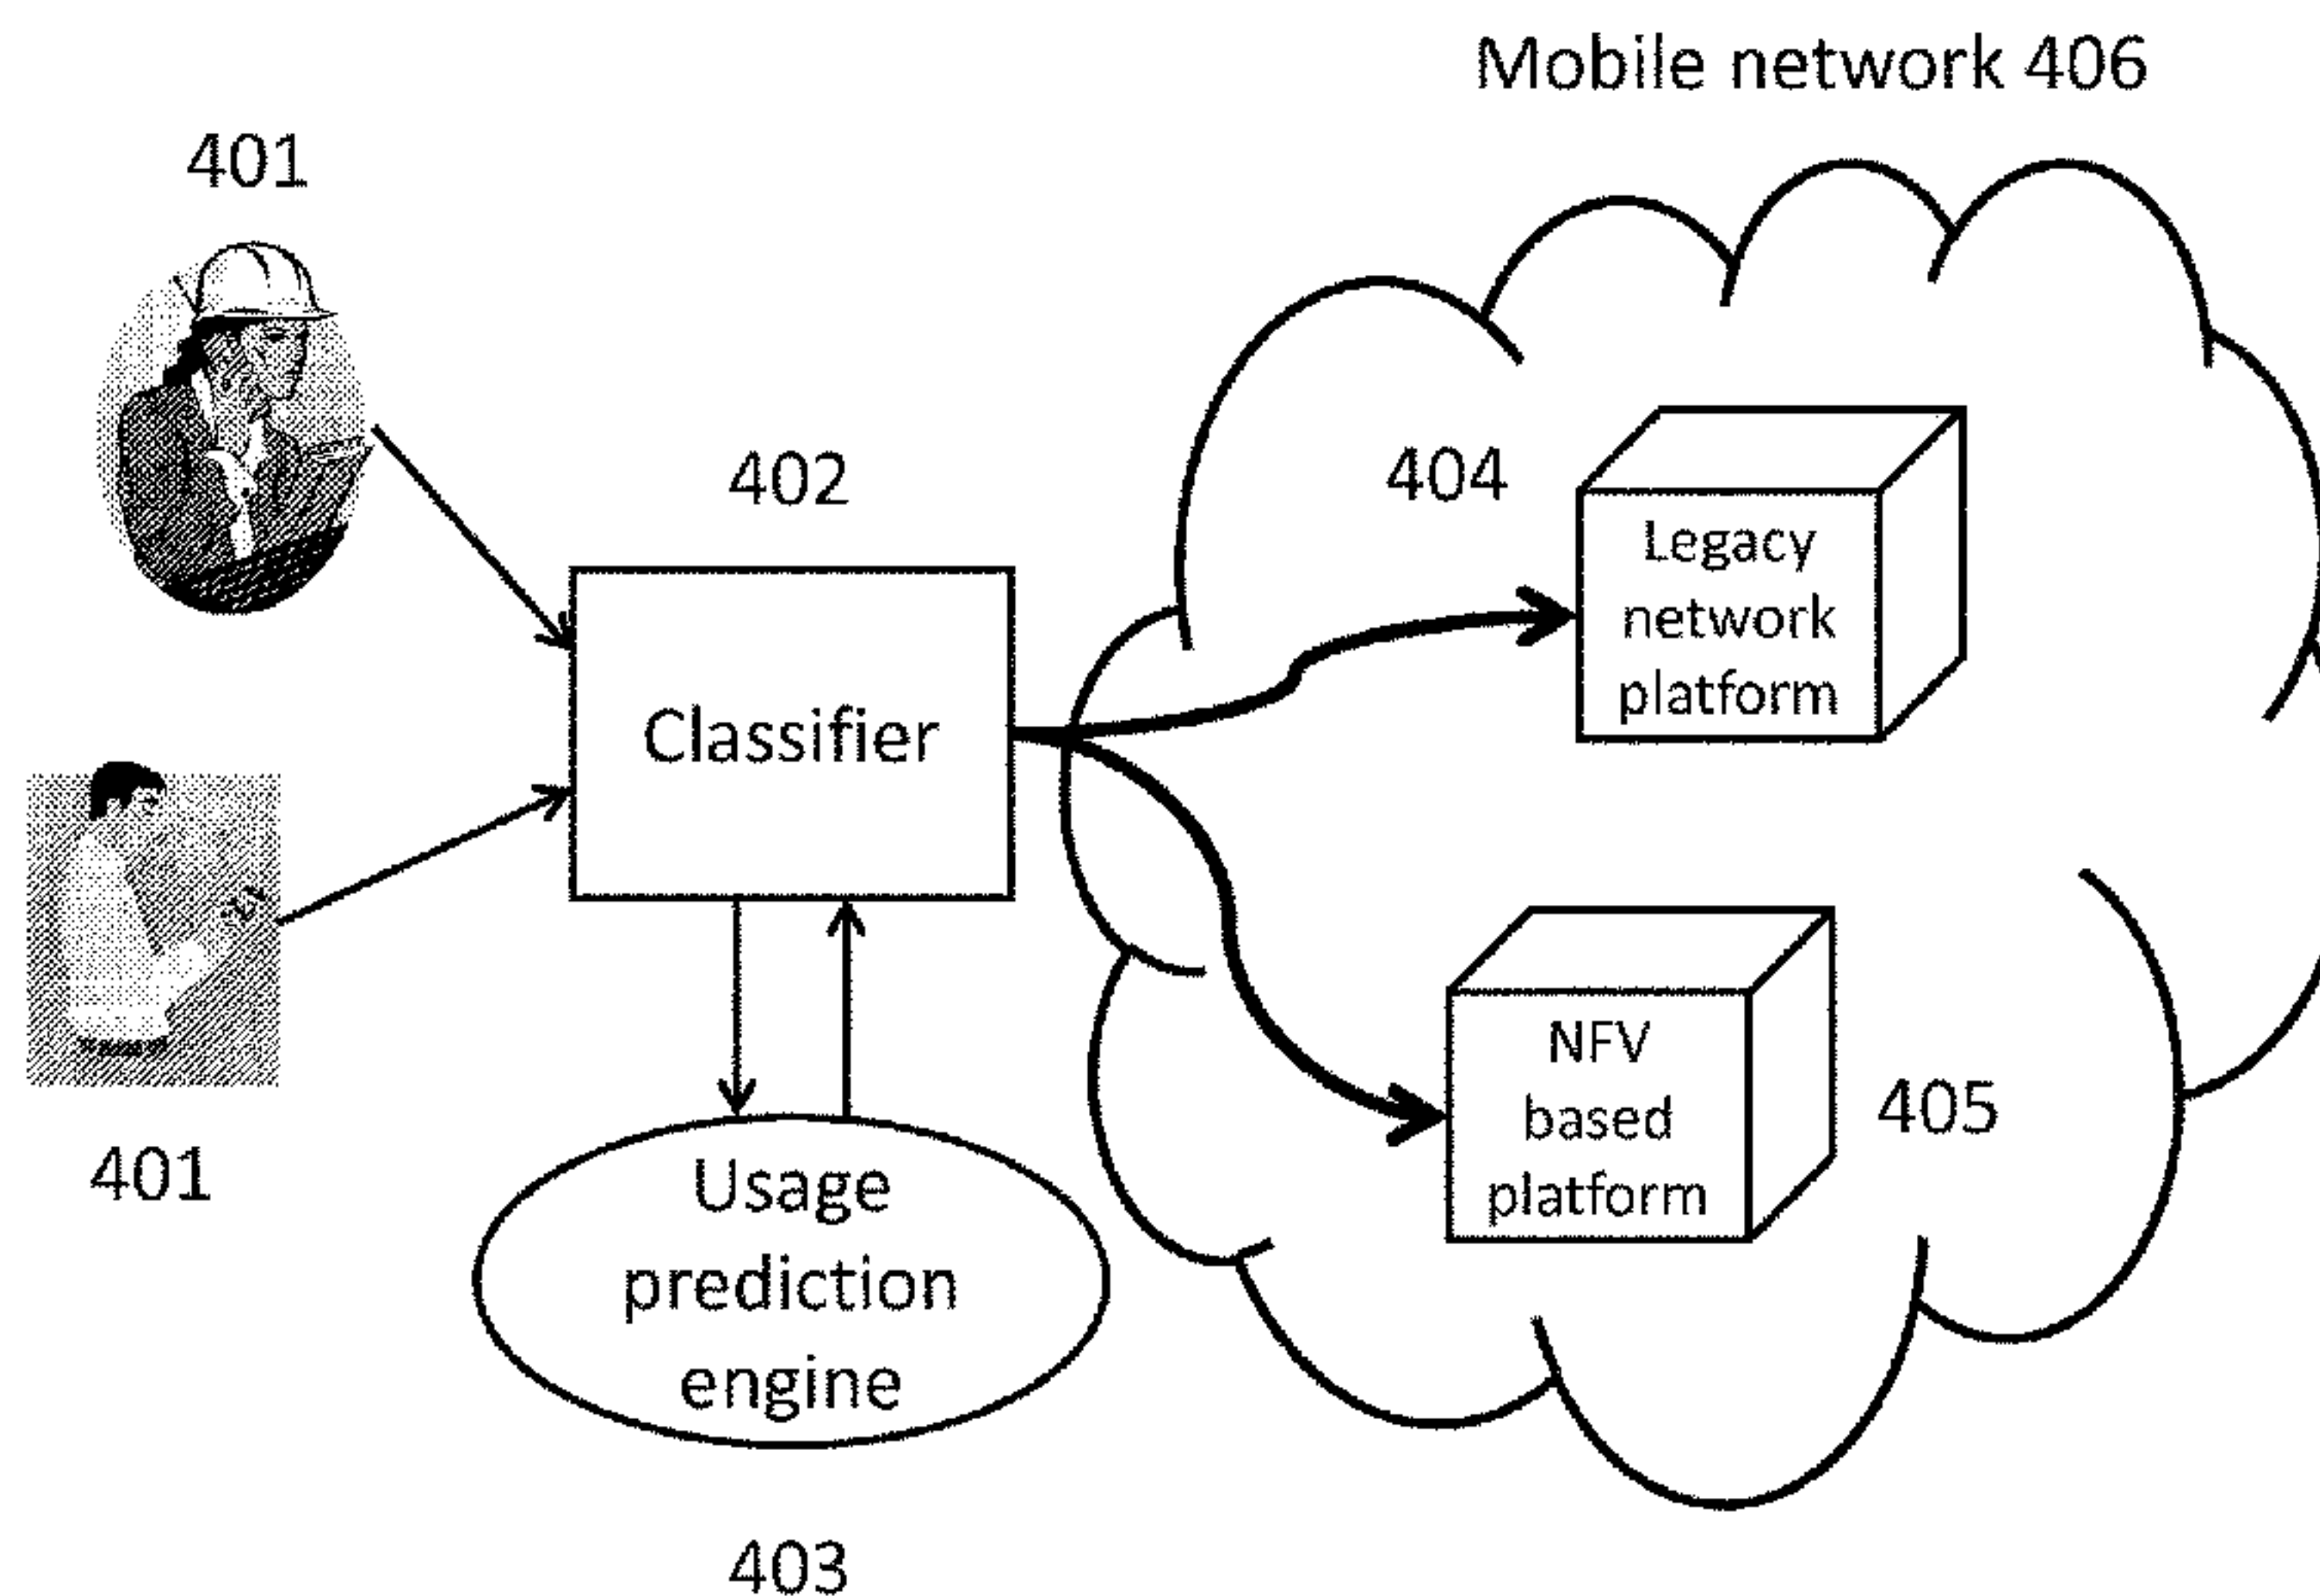 Mobile network 406
401
402
404
Legacy
network
platform
Classifier
NFV
based
platform
405
401
Usage
prediction
engine
403